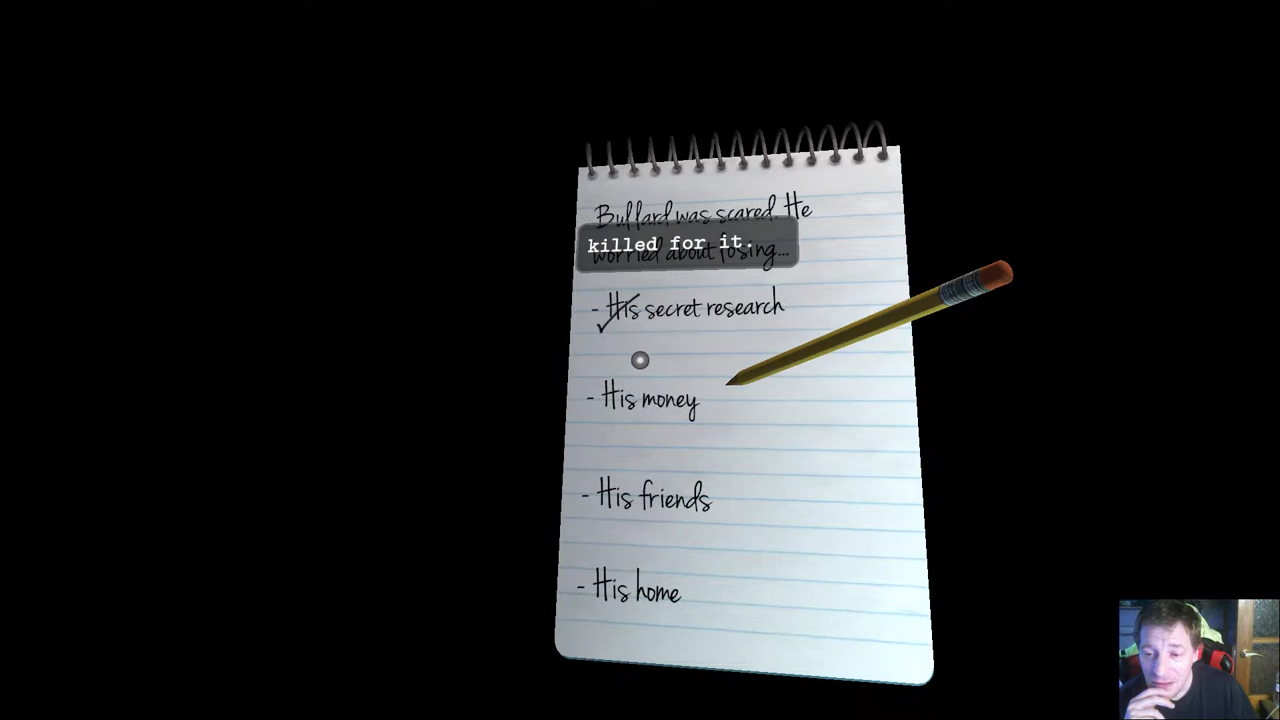 Bullard was scared. He
killed for it.
worried about losing...
- His secret research
- His money
- His friends
- His home